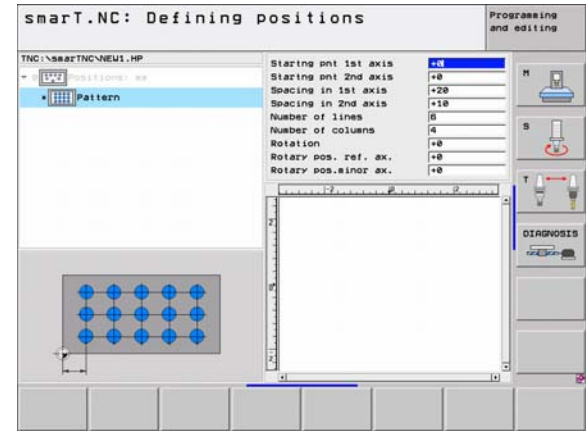 smarT.NC: Defining positions
Programming and editing
TNC:\smarTNC\NEW1.HP
Positions: mm
Pattern
Startng pnt 1st axis +0
Startng pnt 2nd axis +0
Spacing in 1st axis +20
Spacing in 2nd axis +10
Number of lines 6
Number of columns 4
Rotation +0
Rotary pos. ref. ax. +0
Rotary pos.minor ax. +0
M
S
T
DIAGNOSIS